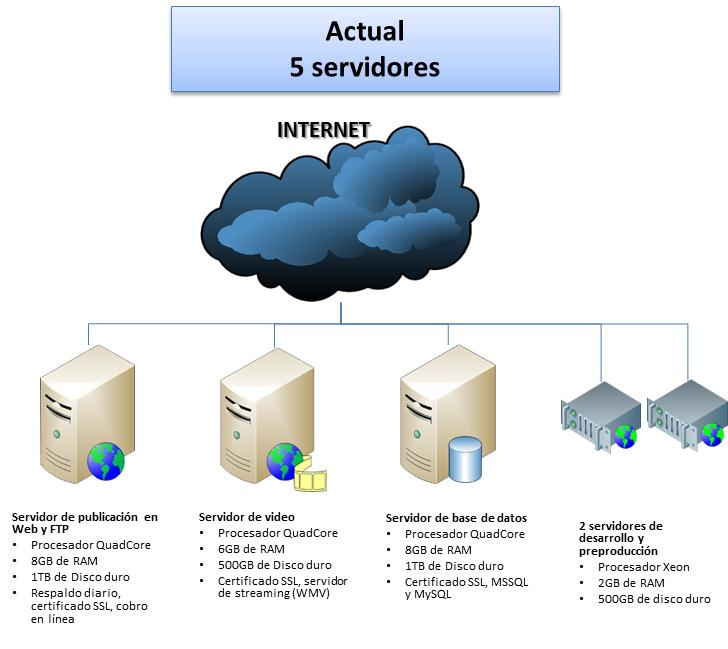 Actual
5 servidores
INTERNET
Servidor de publicación en
Web y FTP
• Procesador QuadCore
• 8GB de RAM
• 1TB de Disco duro
• Respaldo diario,
certificado SSL, cobro
en línea
Servidor de video
• Procesador QuadCore
• 6GB de RAM
• 500GB de Disco duro
• Certificado SSL, servidor
de streaming (WMV)
Servidor de base de datos
• Procesador QuadCore
• 8GB de RAM
• 1TB de Disco duro
• Certificado SSL, MSSQL
y MySQL
2 servidores de
desarrollo y
preproducción
• Procesador Xeon
• 2GB de RAM
• 500GB de disco duro